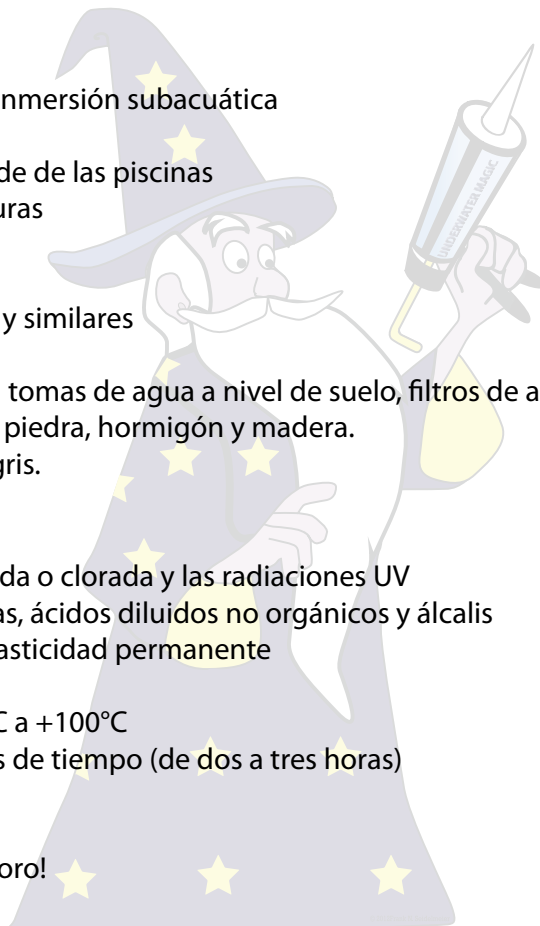 nmersión subacuática
de de las piscinas
uras
UNDERWATER MAGIC
y similares
tomas de agua a nivel de suelo, filtros de a
piedra, hormigón y madera.
gris.
da o clorada y las radiaciones UV
as, ácidos diluidos no orgánicos y álcalis
asticidad permanente
C a +100°C
s de tiempo (de dos a tres horas)
oro!